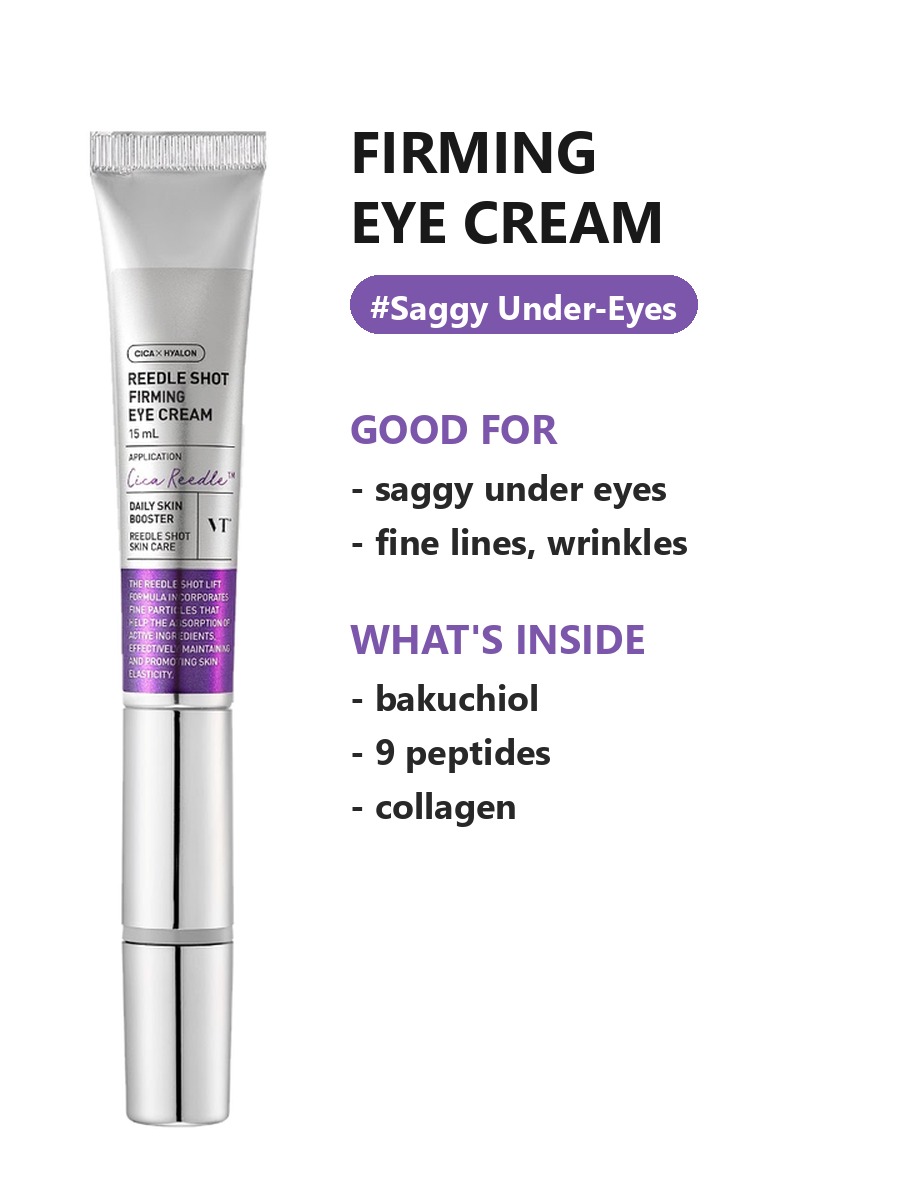 FIRMING
EYE CREAM
#Saggy Under-Eyes
GOOD FOR
- saggy under eyes
- fine lines, wrinkles
WHAT'S INSIDE
- bakuchiol
- 9 peptides
- collagen
CICA×HYALON
REEDLE SHOT
FIRMING
EYE CREAM
15 mL
APPLICATION
Cica Reedle™
DAILY SKIN
BOOSTER
REEDLE SHOT
SKIN CARE
VT
THE REEDLE SHOT LIFT
FORMULA INCORPORATES
FINE PARTICLES THAT
HELP THE ABSORPTION OF
ACTIVE INGREDIENTS,
EFFECTIVELY MAINTAINING
AND PROMOTING SKIN
ELASTICITY.